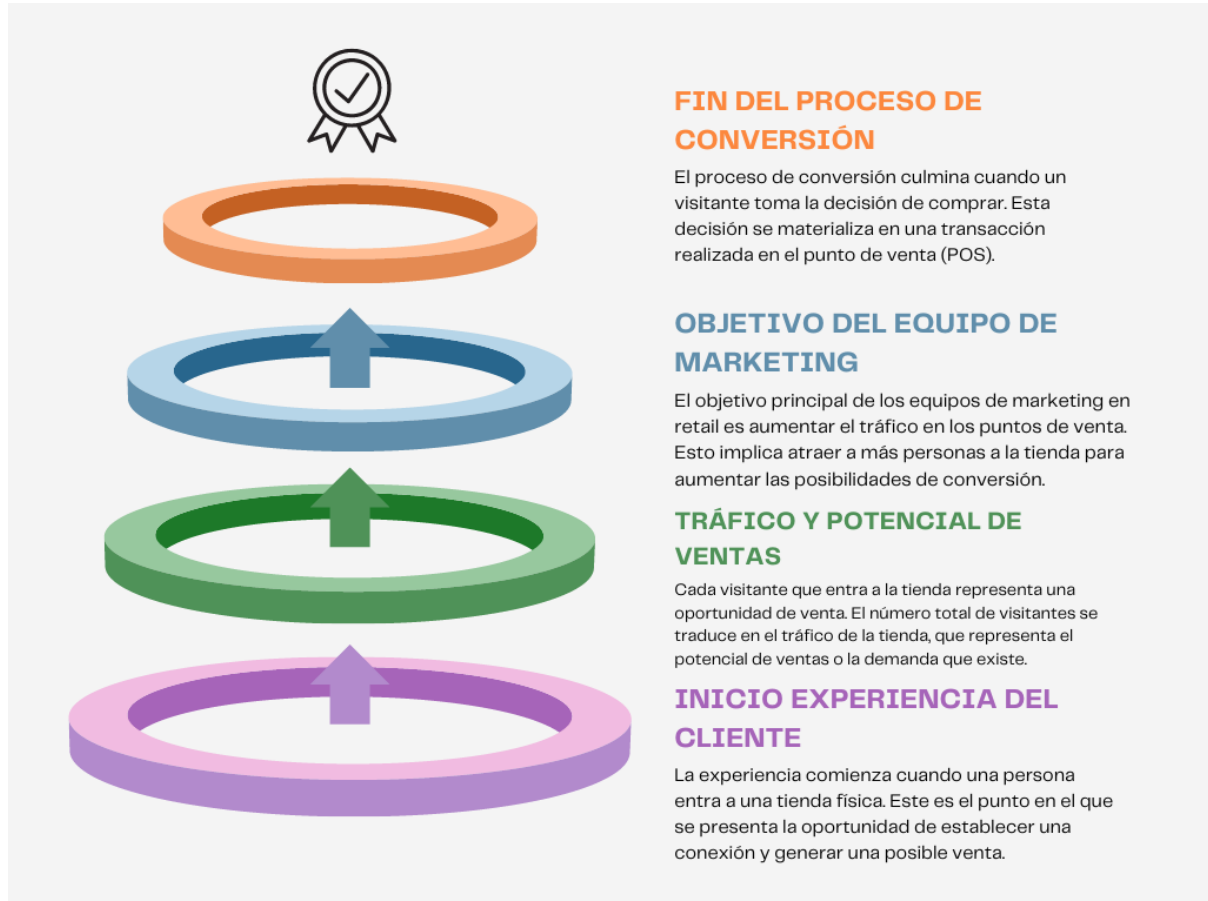 FIN DEL PROCESO DE
CONVERSIÓN
El proceso de conversión culmina cuando un
visitante toma la decisión de comprar. Esta
decisión se materializa en una transacción
realizada en el punto de venta (POS).
OBJETIVO DEL EQUIPO DE
MARKETING
El objetivo principal de los equipos de marketing en
retail es aumentar el tráfico en los puntos de venta.
Esto implica atraer a más personas a la tienda para
aumentar las posibilidades de conversión.
TRÁFICO Y POTENCIAL DE
VENTAS
Cada visitante que entra a la tienda representa una
oportunidad de venta. El número total de visitantes se
traduce en el tráfico de la tienda, que representa el
potencial de ventas o la demanda que existe.
INICIO EXPERIENCIA DEL
CLIENTE
La experiencia comienza cuando una persona
entra a una tienda física. Este es el punto en el que
se presenta la oportunidad de establecer una
conexión y generar una posible venta.